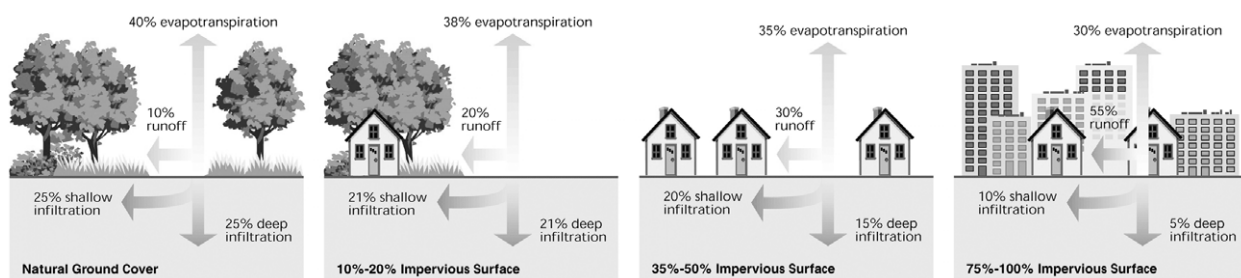 40% evapotranspiration
10%
runoff
25% shallow
infiltration
25% deep
infiltration
Natural Ground Cover
38% evapotranspiration
20%
runoff
21% shallow
infiltration
21% deep
infiltration
10%-20% Impervious Surface
35% evapotranspiration
30%
runoff
20% shallow
infiltration
15% deep
infiltration
35%-50% Impervious Surface
30% evapotranspiration
55%
runoff
10% shallow
infiltration
5% deep
infiltration
75%-100% Impervious Surface